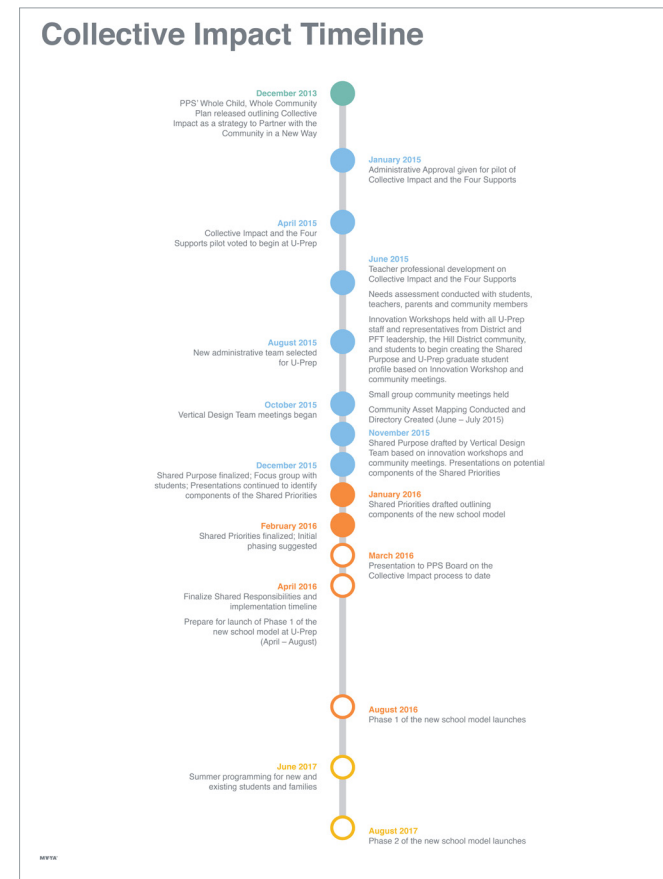 Collective Impact Timeline
December 2013
PPS' Whole Child, Whole Community
Plan released outlining Collective
Impact as a strategy to Partner with the
Community in a New Way
January 2015
Administrative Approval given for pilot of
Collective Impact and the Four Supports
April 2015
Collective Impact and the Four
Supports pilot voted to begin at U-Prep
June 2015
Teacher professional development on
Collective Impact and the Four Supports
Needs assessment conducted with students,
teachers, parents and community members
Innovation Workshops held with all U-Prep
staff and representatives from District and
PFT leadership, the Hill District community,
and students to begin creating the Shared
Purpose and U-Prep graduate student
profile based on Innovation Workshop and
community meetings.
Small group community meetings held
Community Asset Mapping Conducted and
Directory Created (June – July 2015)
August 2015
New administrative team selected
for U-Prep
October 2015
Vertical Design Team meetings began
November 2015
Shared Purpose drafted by Vertical Design
Team based on innovation workshops and
community meetings. Presentations on potential
components of the Shared Priorities
December 2015
Shared Purpose finalized; Focus group with
students; Presentations continued to identify
components of the Shared Priorities
January 2016
Shared Priorities drafted outlining
components of the new school model
February 2016
Shared Priorities finalized; Initial
phasing suggested
March 2016
Presentation to PPS Board on the
Collective Impact process to date
April 2016
Finalize Shared Responsibilities and
implementation timeline
Prepare for launch of Phase 1 of the
new school model at U-Prep
(April – August)
August 2016
Phase 1 of the new school model launches
June 2017
Summer programming for new and
existing students and families
August 2017
Phase 2 of the new school model launches